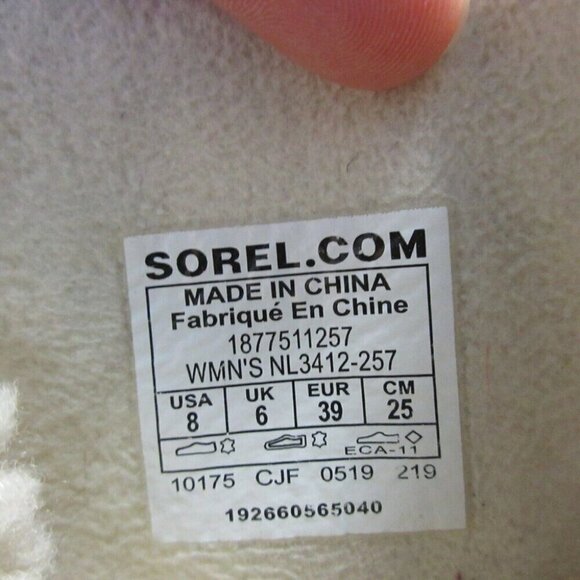 SOREL.COM
MADE IN CHINA
Fabriqué En Chine
1877511257
WMN'S NL3412-257
USA UK EUR CM
8 6 39 25
ECA-11
10175 CJF 0519 219
192660565040